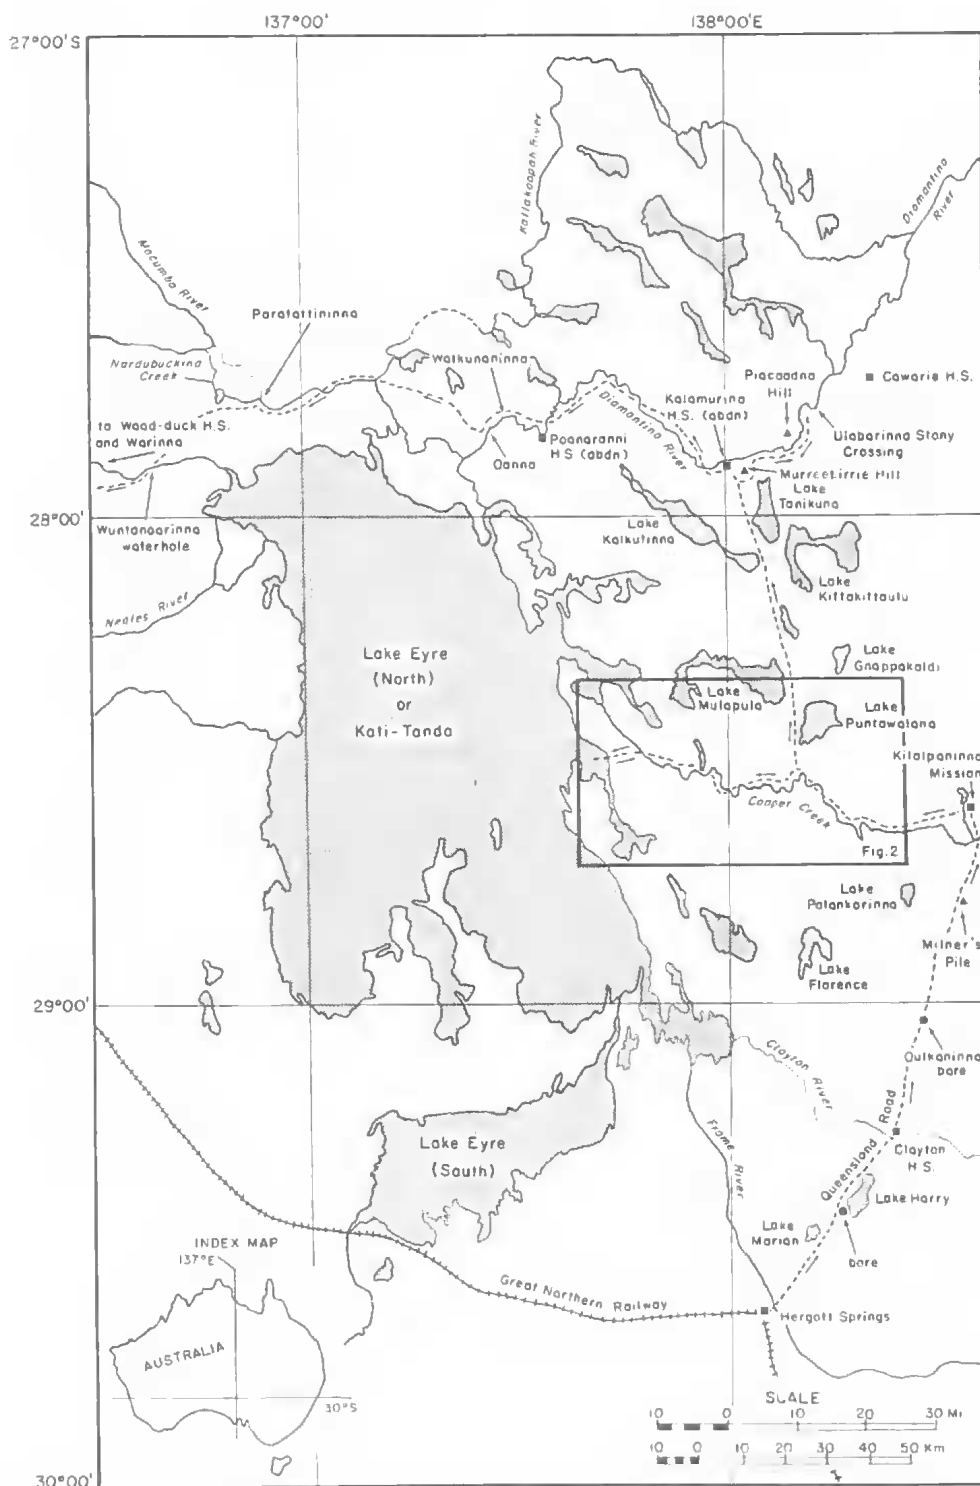 137°00'
138°00'E
27°00'S
Kallakoopah River
Diamantina
River
Macumba River
Paratattininna
Nardubuckina
Creek
Walkunaninna
Piacaadna
Hill
Cowarie H.S.
Kalamurina
H.S. (abdn)
to Wood-duck H.S.
and Warinna
Diamantina River
Poonaranni
H.S (abdn)
Oanna
Ulabarinna Stony
Crossing
Murreebirrie Hill
Lake
Tanikuna
Wuntanoorinna
waterhole
28°00'
Lake
Kalkutinna
Lake
Kittakittaulu
Neales River
Lake Eyre
(North)
or
Kati-Tanda
Lake
Gnappakaldi
Lake
Mulapula
Lake
Puntawolona
Kilalpaninna
Mission
Cooper Creek
Fig.2
Lake
Palankarinna
Milner's
Pile
Lake
Florence
29°00'
Oulkaninna
bore
Clayton River
Queensland Road
Clayton
H.S.
Frome River
Lake Eyre
(South)
Lake Harry
Lake
Marion
bore
INDEX MAP
137°E
Great Northern Railway
Hergott Springs
AUSTRALIA
30°S
SCALE
10 0 10 20 30 Mi
10 0 10 20 30 40 50 Km
30°00'